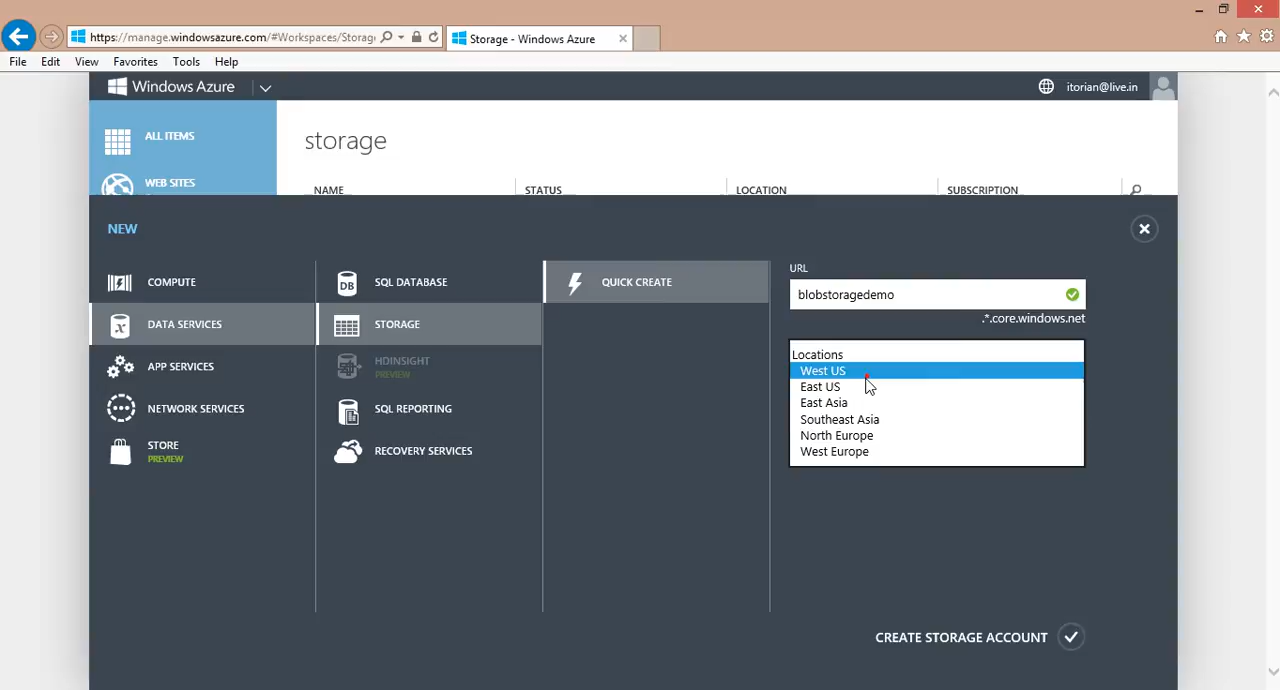 https://manage.windowsazure.com/#Workspaces/Storag
Storage - Windows Azure
File Edit View Favorites Tools Help
Windows Azure
itorian@live.in
ALL ITEMS
WEB SITES
storage
NAME STATUS LOCATION SUBSCRIPTION
NEW
COMPUTE
DATA SERVICES
APP SERVICES
NETWORK SERVICES
STORE
PREVIEW
DB
SQL DATABASE
STORAGE
HDINSIGHT
PREVIEW
SQL REPORTING
RECOVERY SERVICES
QUICK CREATE
URL
blobstoragedemo
.*.core.windows.net
Locations
West US
East US
East Asia
Southeast Asia
North Europe
West Europe
CREATE STORAGE ACCOUNT